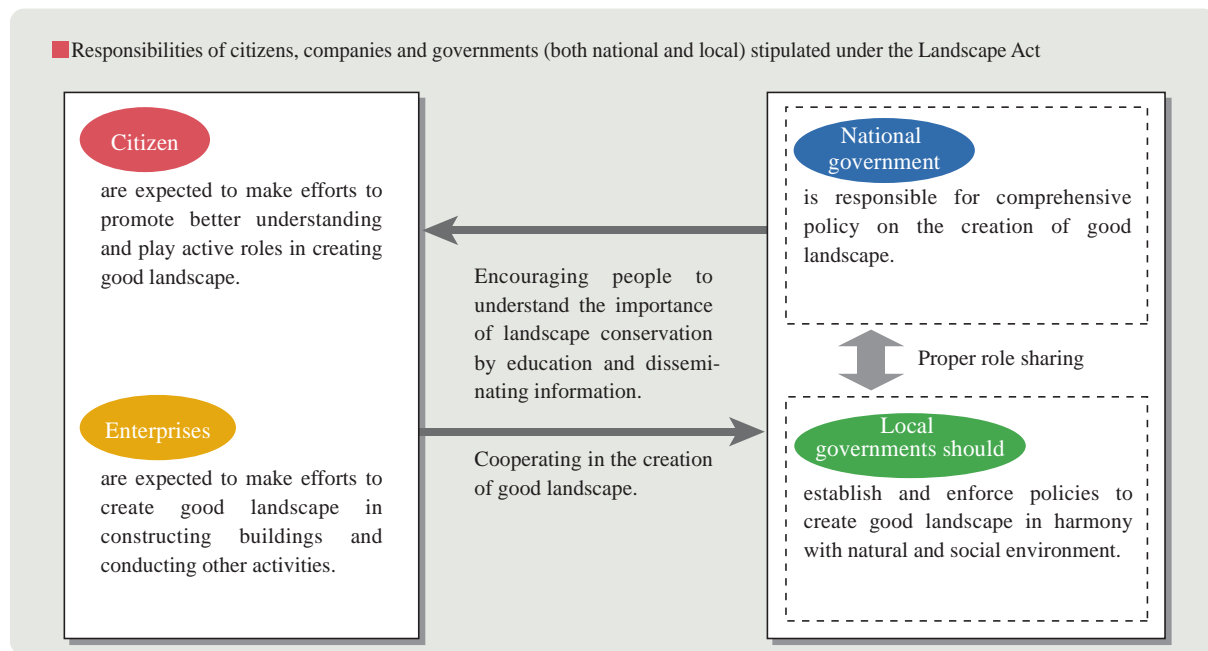 Responsibilities of citizens, companies and governments (both national and local) stipulated under the Landscape Act
Citizen
are expected to make efforts to
promote better understanding
and play active roles in creating
good landscape.
Enterprises
are expected to make efforts to
create good landscape in
constructing buildings and
conducting other activities.
Encouraging people to
understand the importance
of landscape conservation
by education and dissemi-
nating information.
Cooperating in the creation
of good landscape.
National
government
is responsible for comprehensive
policy on the creation of good
landscape.
Proper role sharing
Local
governments should
establish and enforce policies to
create good landscape in harmony
with natural and social environment.